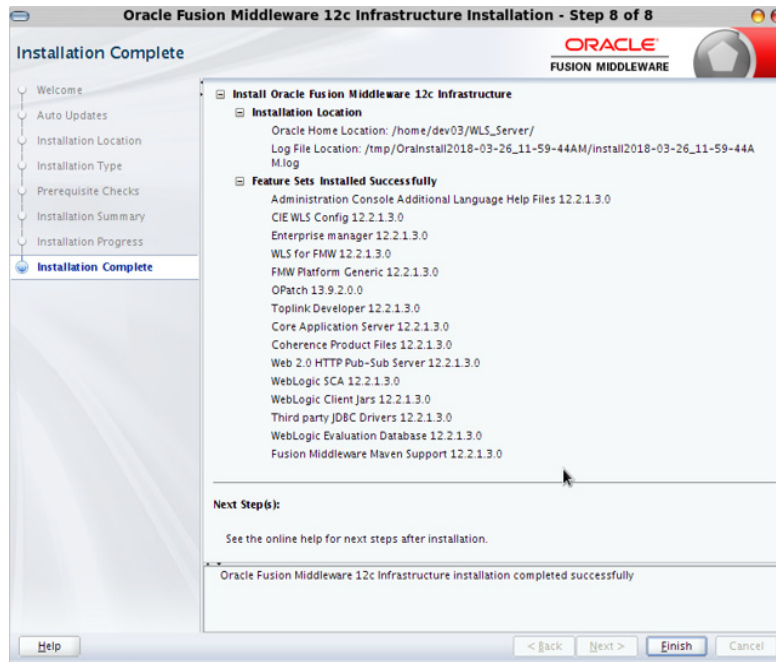 Oracle Fusion Middleware 12c Infrastructure Installation - Step 8 of 8
Installation Complete
ORACLE
FUSION MIDDLEWARE
Welcome
Auto Updates
Installation Location
Installation Type
Prerequisite Checks
Installation Summary
Installation Progress
Installation Complete
Install Oracle Fusion Middleware 12c Infrastructure
Installation Location
Oracle Home Location: /home/dev03/WLS_Server/
Log File Location: /tmp/OraInstall2018-03-26_11-59-44AM/install2018-03-26_11-59-44A
M.log
Feature Sets Installed Successfully
Administration Console Additional Language Help Files 12.2.1.3.0
CIE WLS Config 12.2.1.3.0
Enterprise manager 12.2.1.3.0
WLS for FMW 12.2.1.3.0
FMW Platform Generic 12.2.1.3.0
OPatch 13.9.2.0.0
Toplink Developer 12.2.1.3.0
Core Application Server 12.2.1.3.0
Coherence Product Files 12.2.1.3.0
Web 2.0 HTTP Pub-Sub Server 12.2.1.3.0
WebLogic SCA 12.2.1.3.0
WebLogic Client Jars 12.2.1.3.0
Third party JDBC Drivers 12.2.1.3.0
WebLogic Evaluation Database 12.2.1.3.0
Fusion Middleware Maven Support 12.2.1.3.0
Next Step(s):
See the online help for next steps after installation.
Oracle Fusion Middleware 12c Infrastructure installation completed successfully
Help
< Back
Next >
Finish
Cancel